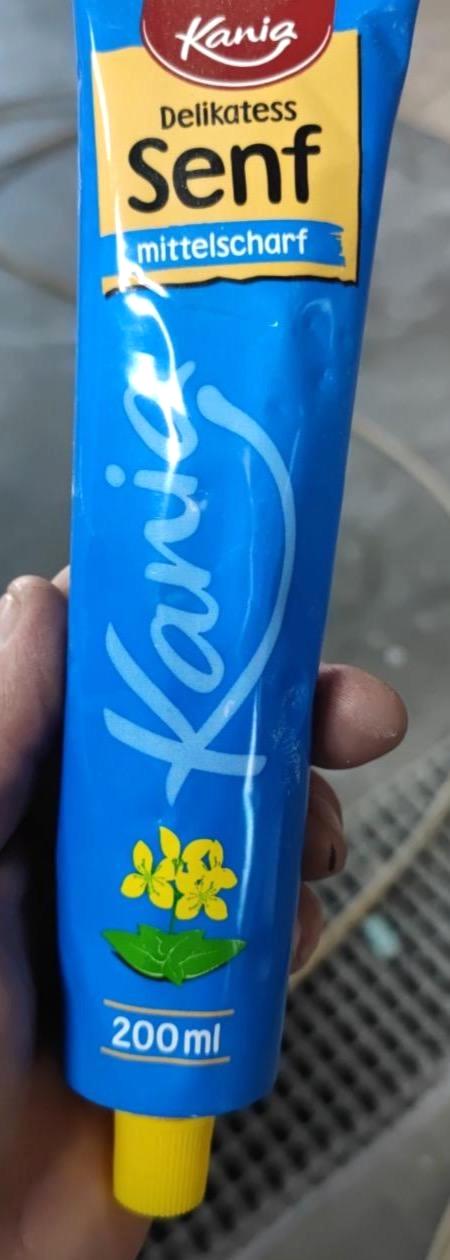 Kania
Delikatess
Senf
mittelscharf
Kania
200ml